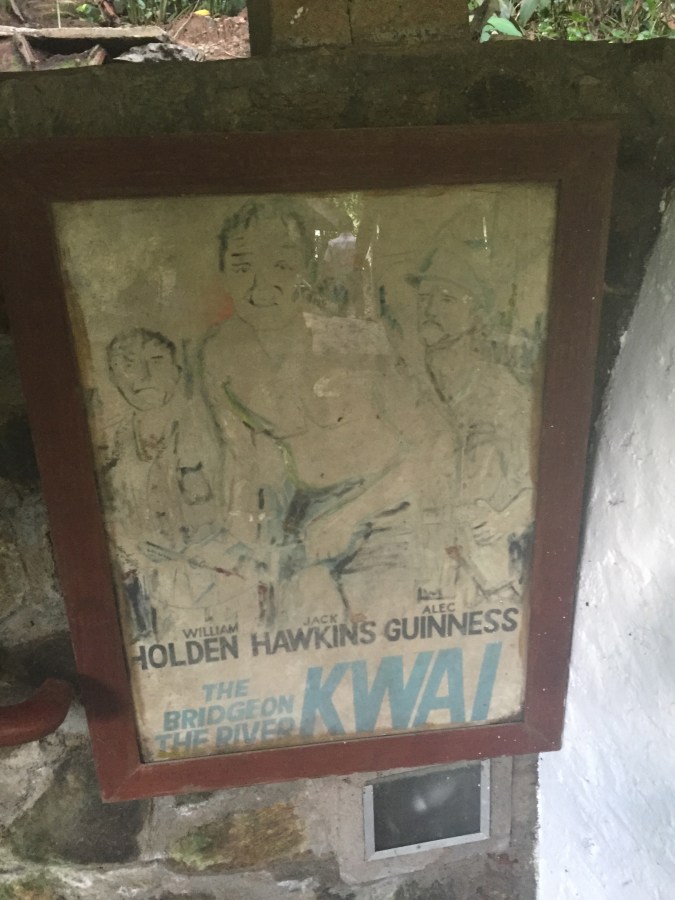 WILLIAM JACK ALEC
HOLDEN HAWKINS GUINNESS
THE
BRIDGE ON
THE RIVER KWAI